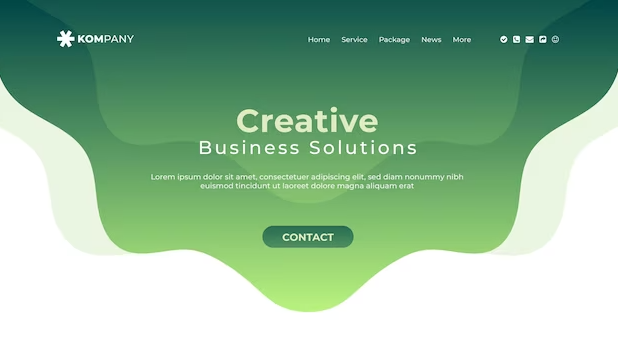 KOMPANY
Home Service Package News More
Creative
Business Solutions
Lorem ipsum dolor sit amet, consectetuer adipiscing elit, sed diam nonummy nibh
euismod tincidunt ut laoreet dolore magna aliquam erat
CONTACT